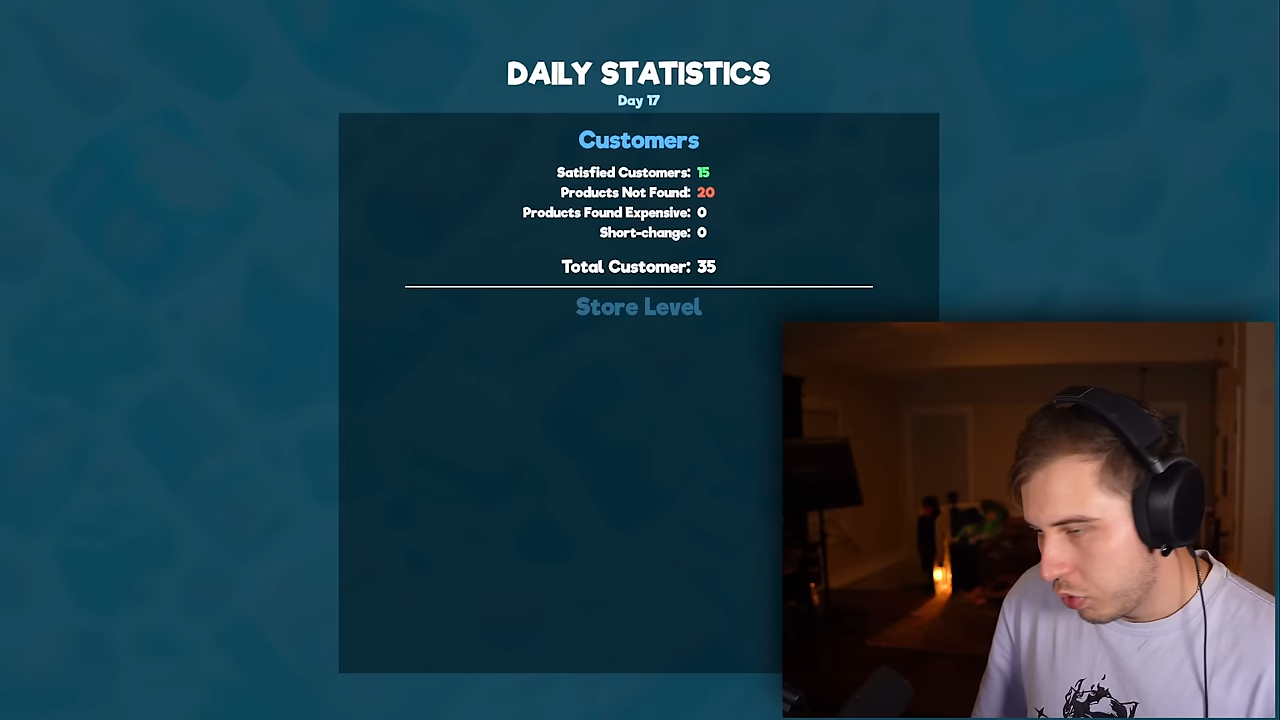 DAILY STATISTICS
Day 17
Customers
Satisfied Customers: 15
Products Not Found: 20
Products Found Expensive: 0
Short-change: 0
Total Customer: 35
Store Level